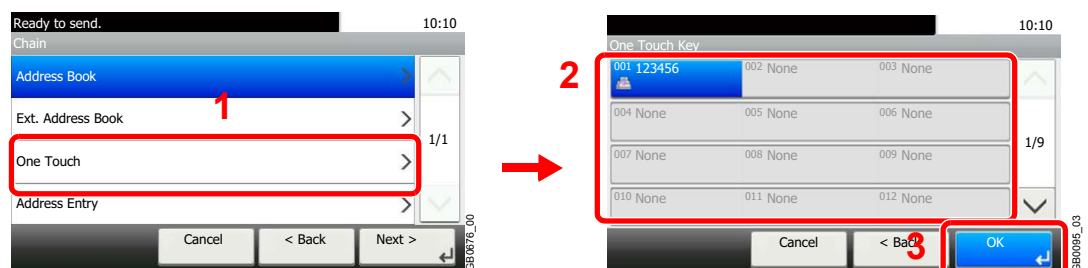 Ready to send.
10:10
Chain
Address Book
1
Ext. Address Book
1/1
One Touch
Address Entry
Cancel
< Back
Next >
GB0676_00
10:10
One Touch Key
2
001 123456
002 None
003 None
004 None
005 None
006 None
1/9
007 None
008 None
009 None
010 None
011 None
012 None
Cancel
< Back
3
OK
GB0095_03